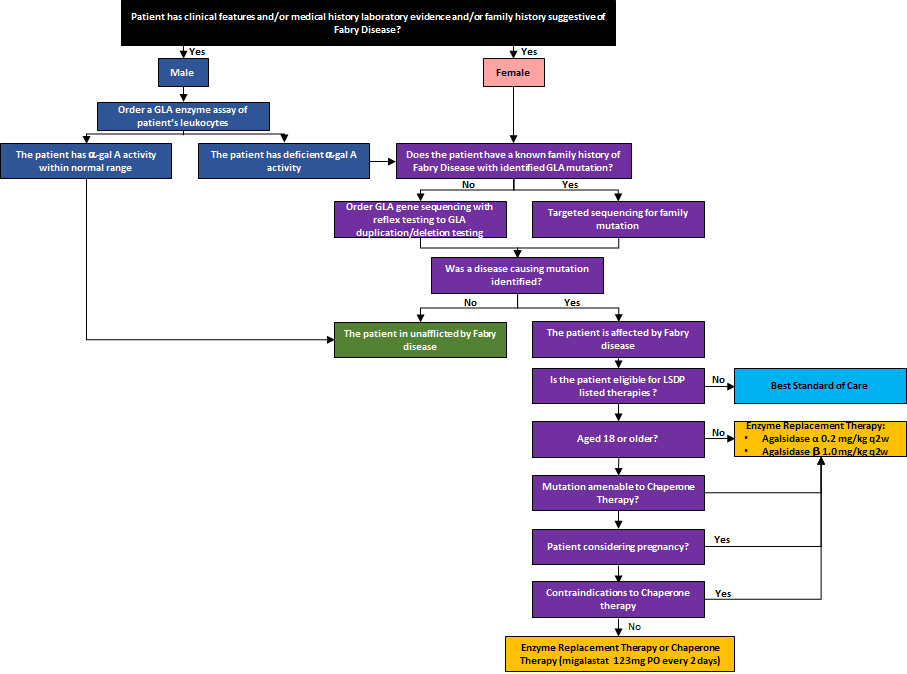 Patient has clinical features and/or medical history laboratory evidence and/or family history suggestive of
Fabry Disease?
Yes
Yes
Male
Female
Order a GLA enzyme assay of
patient's leukocytes
The patient has α-gal A activity
within normal range
The patient has deficient α-gal A
activity
Does the patient have a known family history of
Fabry Disease with identified GLA mutation?
No
Yes
Order GLA gene sequencing with
reflex testing to GLA
duplication/deletion testing
Targeted sequencing for family
mutation
Was a disease causing mutation
identified?
No
Yes
The patient in unafflicted by Fabry
disease
The patient is affected by Fabry
disease
Is the patient eligible for LSDP
listed therapies ?
No
Best Standard of Care
Aged 18 or older?
No
Enzyme Replacement Therapy:
• Agalsidase α 0.2 mg/kg q2w
• Agalsidase β 1.0 mg/kg q2w
Mutation amenable to Chaperone
Therapy?
Patient considering pregnancy?
Yes
Contraindications to Chaperone
therapy
Yes
No
Enzyme Replacement Therapy or Chaperone
Therapy (migalastat 123mg PO every 2 days)